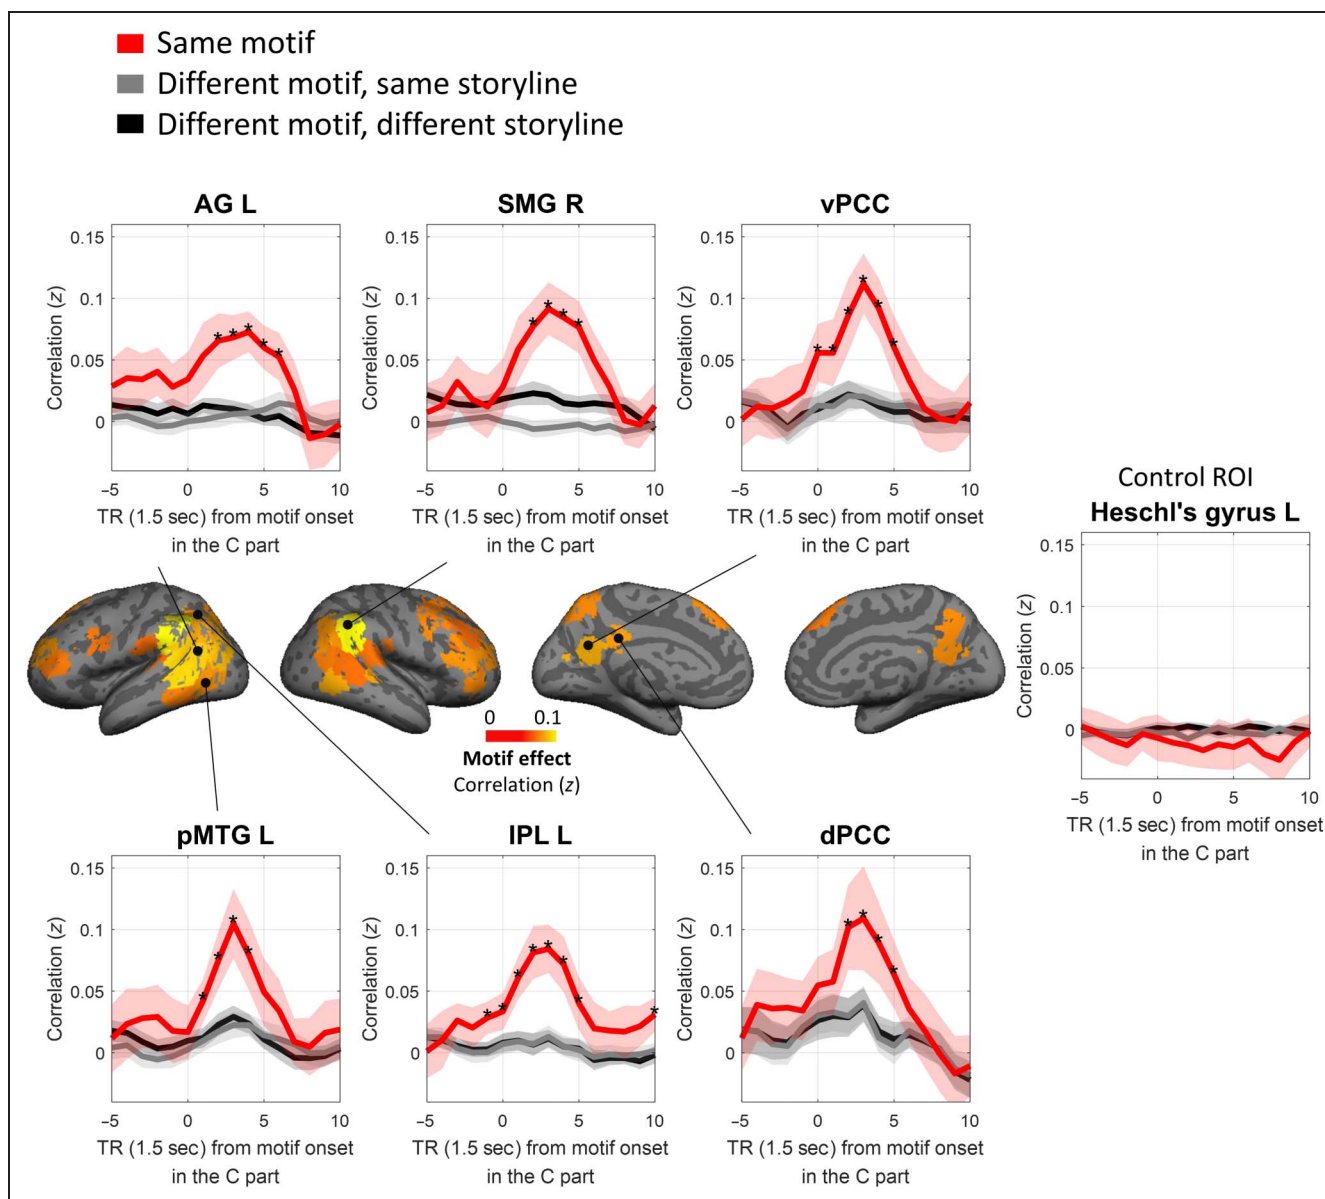 Same motif
Different motif, same storyline
Different motif, different storyline
AG L
0.15
0.1
0.05
0
Correlation (z)
−5 0 5 10
TR (1.5 sec) from motif onset
in the C part
SMG R
0.15
0.1
0.05
0
Correlation (z)
−5 0 5 10
TR (1.5 sec) from motif onset
in the C part
vPCC
0.15
0.1
0.05
0
Correlation (z)
−5 0 5 10
TR (1.5 sec) from motif onset
in the C part
Control ROI
Heschl's gyrus L
0.15
0.1
0.05
0
Correlation (z)
−5 0 5 10
TR (1.5 sec) from motif onset
in the C part
0 0.1
Motif effect
Correlation (z)
pMTG L
0.15
0.1
0.05
0
Correlation (z)
−5 0 5 10
TR (1.5 sec) from motif onset
in the C part
IPL L
0.15
0.1
0.05
0
Correlation (z)
−5 0 5 10
TR (1.5 sec) from motif onset
in the C part
dPCC
0.15
0.1
0.05
0
Correlation (z)
−5 0 5 10
TR (1.5 sec) from motif onset
in the C part